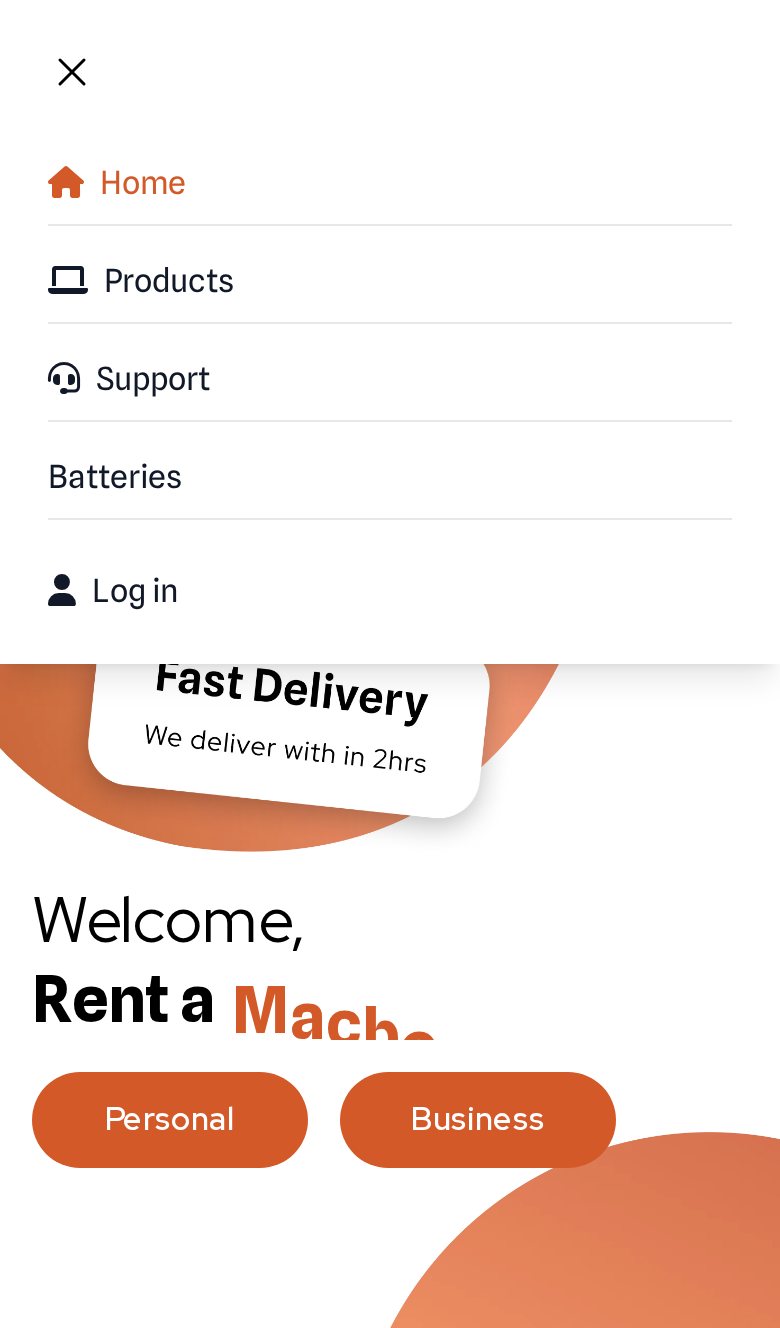 Home
Products
Support
Batteries
Log in
Fast Delivery
We deliver with in 2hrs
Welcome,
Rent a
Personal Business